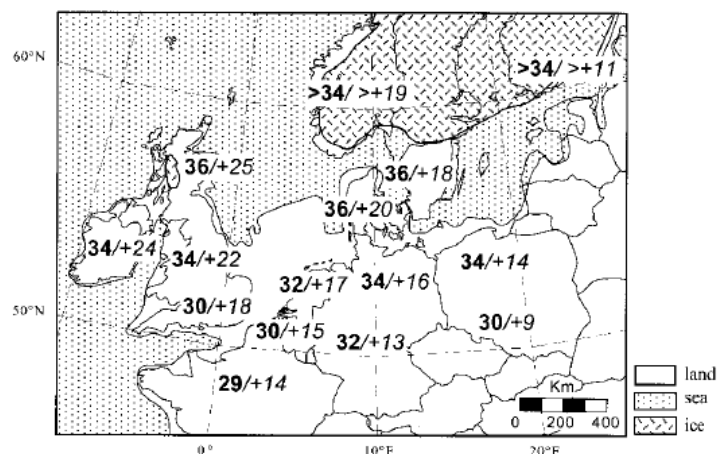 60°N
>34/ >+11
>34/ >+19
36/+25
36/+18
36/+20
34/+24
34/+22
34/+14
32/+17
34/+16
50°N
30/+18
30/+9
30/+15
32/+13
29/+14
Km
0 200 400
land
sea
ice
0°
10°E
20°E